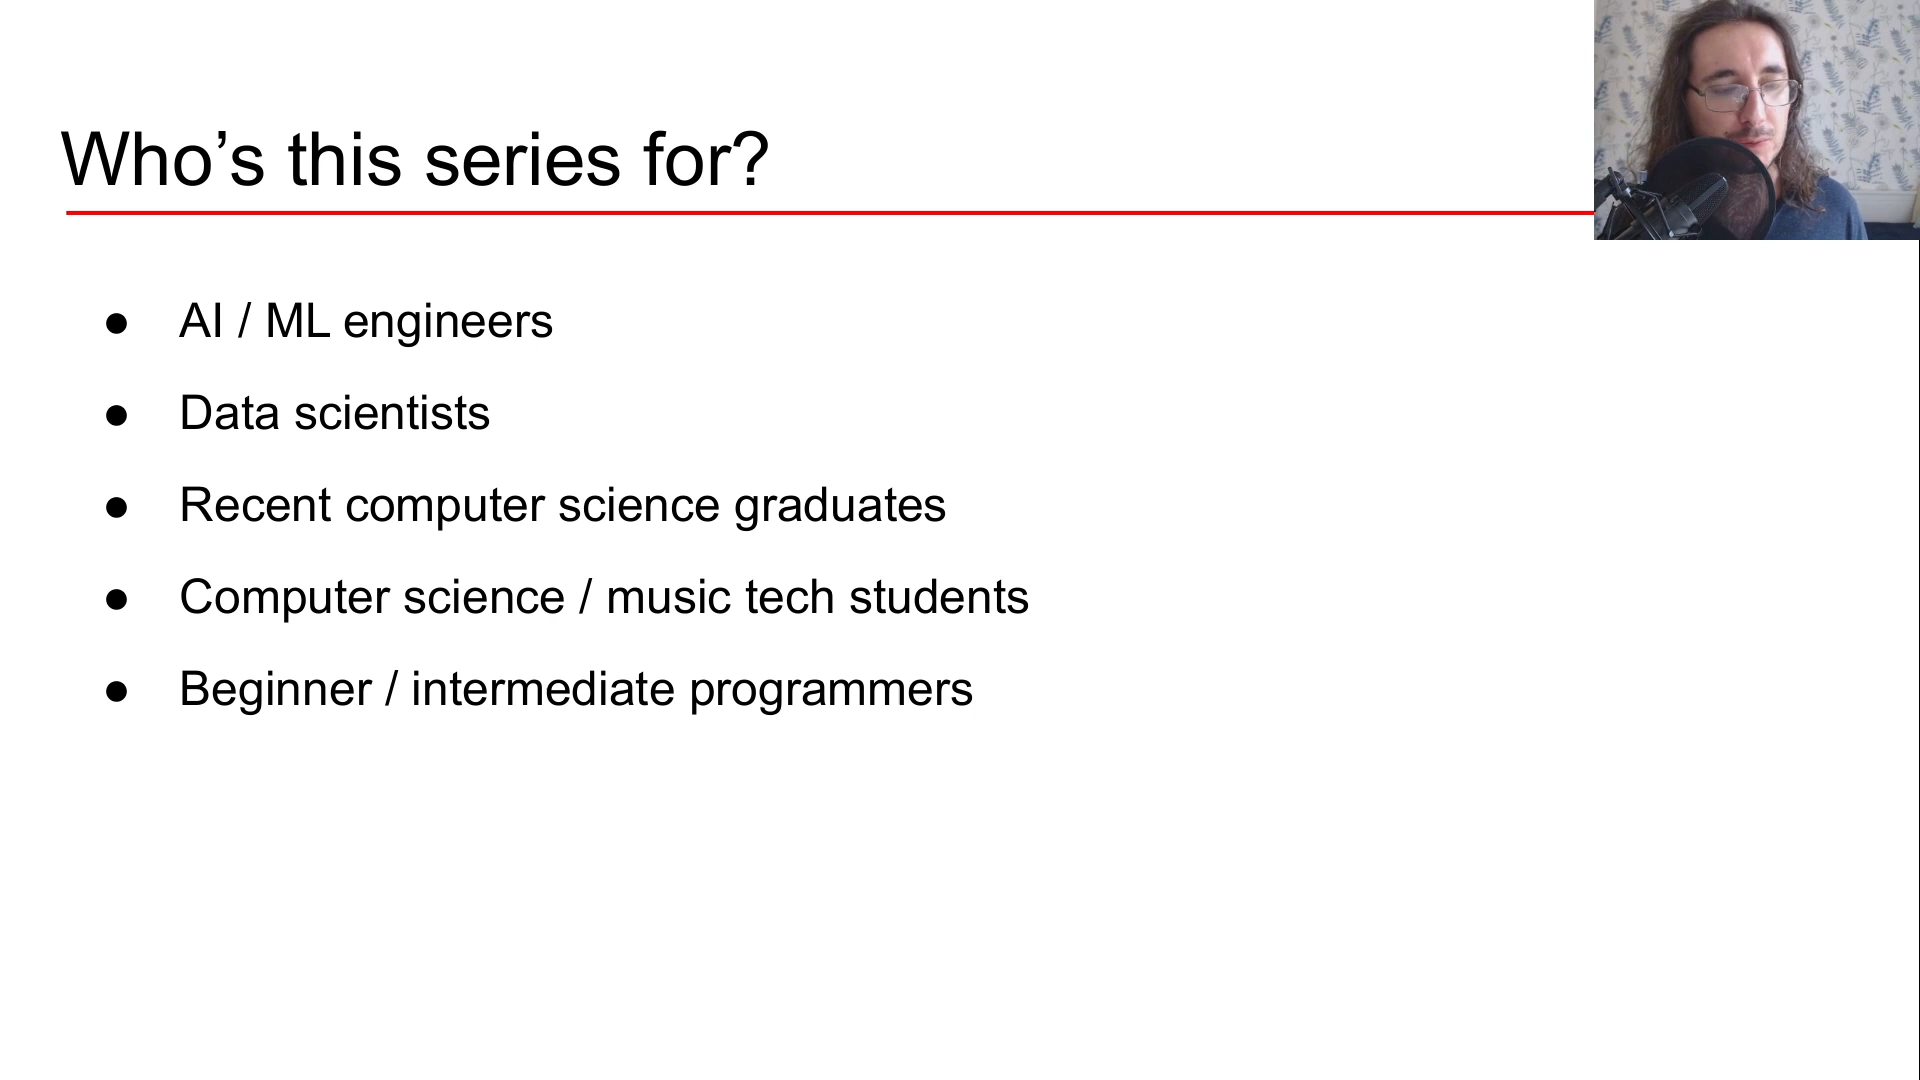 Who’s this series for?
● AI / ML engineers
● Data scientists
● Recent computer science graduates
● Computer science / music tech students
● Beginner / intermediate programmers